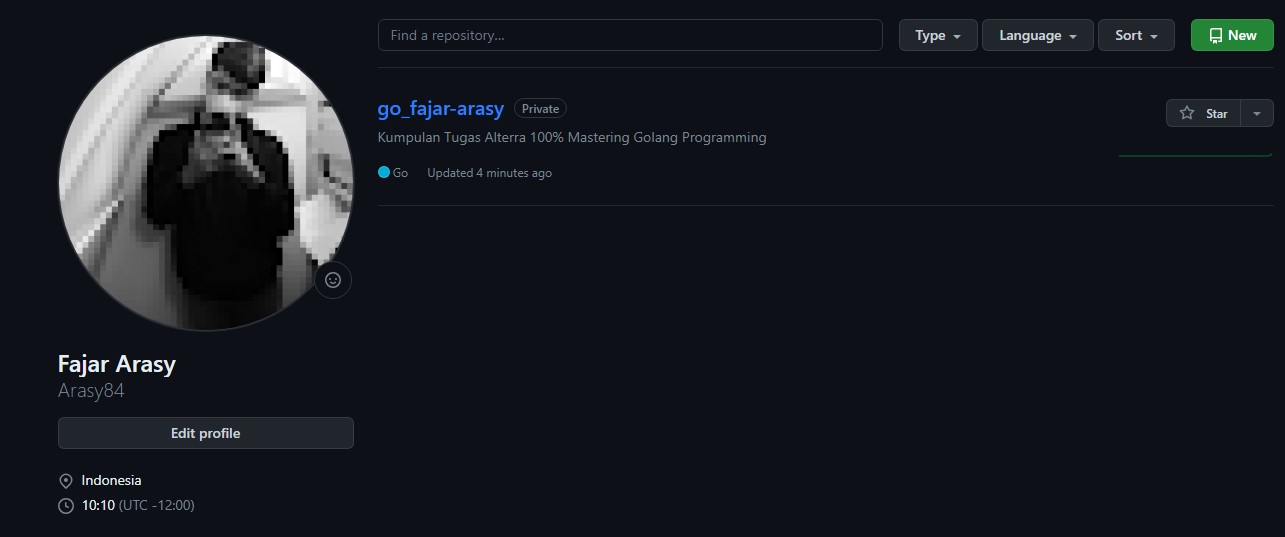 Find a repository...
Type
Language
Sort
New
go_fajar-arasy Private
Star
Kumpulan Tugas Alterra 100% Mastering Golang Programming
Go Updated 4 minutes ago
Fajar Arasy
Arasy84
Edit profile
Indonesia
10:10 (UTC -12:00)